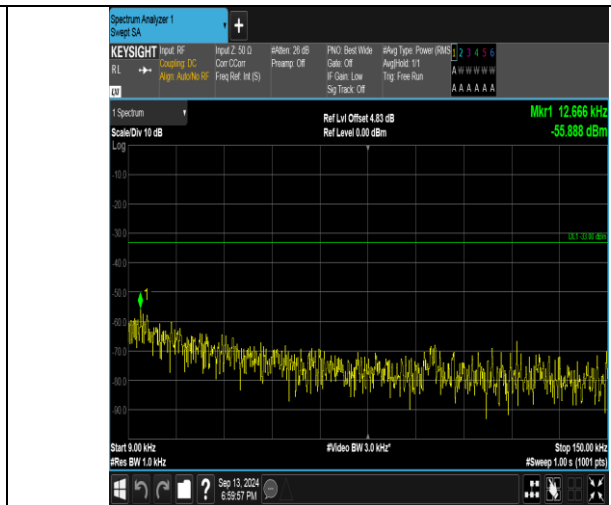 Spectrum Analyzer 1
Swept SA
+
KEYSIGHT Input: RF Input Z: 50 Ω #Atten: 26 dB PNO: Best Wide #Avg Type: Power (RMS 1 2 3 4 5 6
RL Coupling: DC Corr CCorr Preamp: Off Gate: Off Avg|Hold: 1/1 A W W W W W
Align: Auto/No RF Freq Ref: Int (S) IF Gain: Low Trig: Free Run
LXI Sig Track: Off A A A A A A
1 Spectrum Ref Lvl Offset 4.83 dB Mkr1 12.666 kHz
Scale/Div 10 dB Ref Level 0.00 dBm -55.888 dBm
Log
-10.0
-20.0
-30.0
DL1 -33.00 dBm
-40.0
-50.0
1
-60.0
-70.0
-80.0
-90.0
Start 9.00 kHz #Video BW 3.0 kHz* Stop 150.00 kHz
#Res BW 1.0 kHz #Sweep 1.00 s (1001 pts)
? Sep 13, 2024
6:59:57 PM